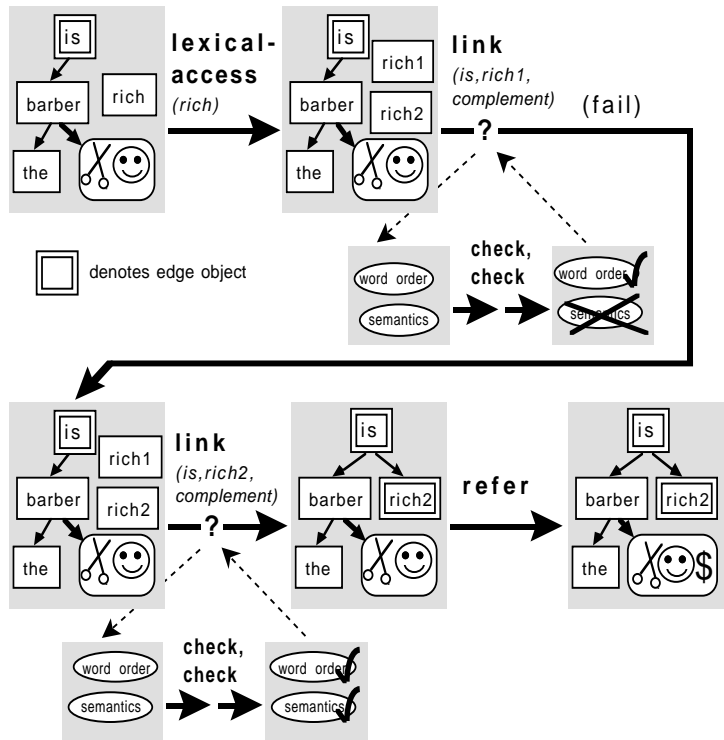 is
barber
rich
the
lexical-
access
(rich)
is
rich1
barber
rich2
the
link
(is,rich1,
complement)
?
(fail)
word order
semantics
check,
check
word order
semantics
denotes edge object
is
rich1
barber
rich2
the
link
(is,rich2,
complement)
?
is
barber
rich2
the
refer
is
barber
rich2
the
$
word order
semantics
check,
check
word order
semantics